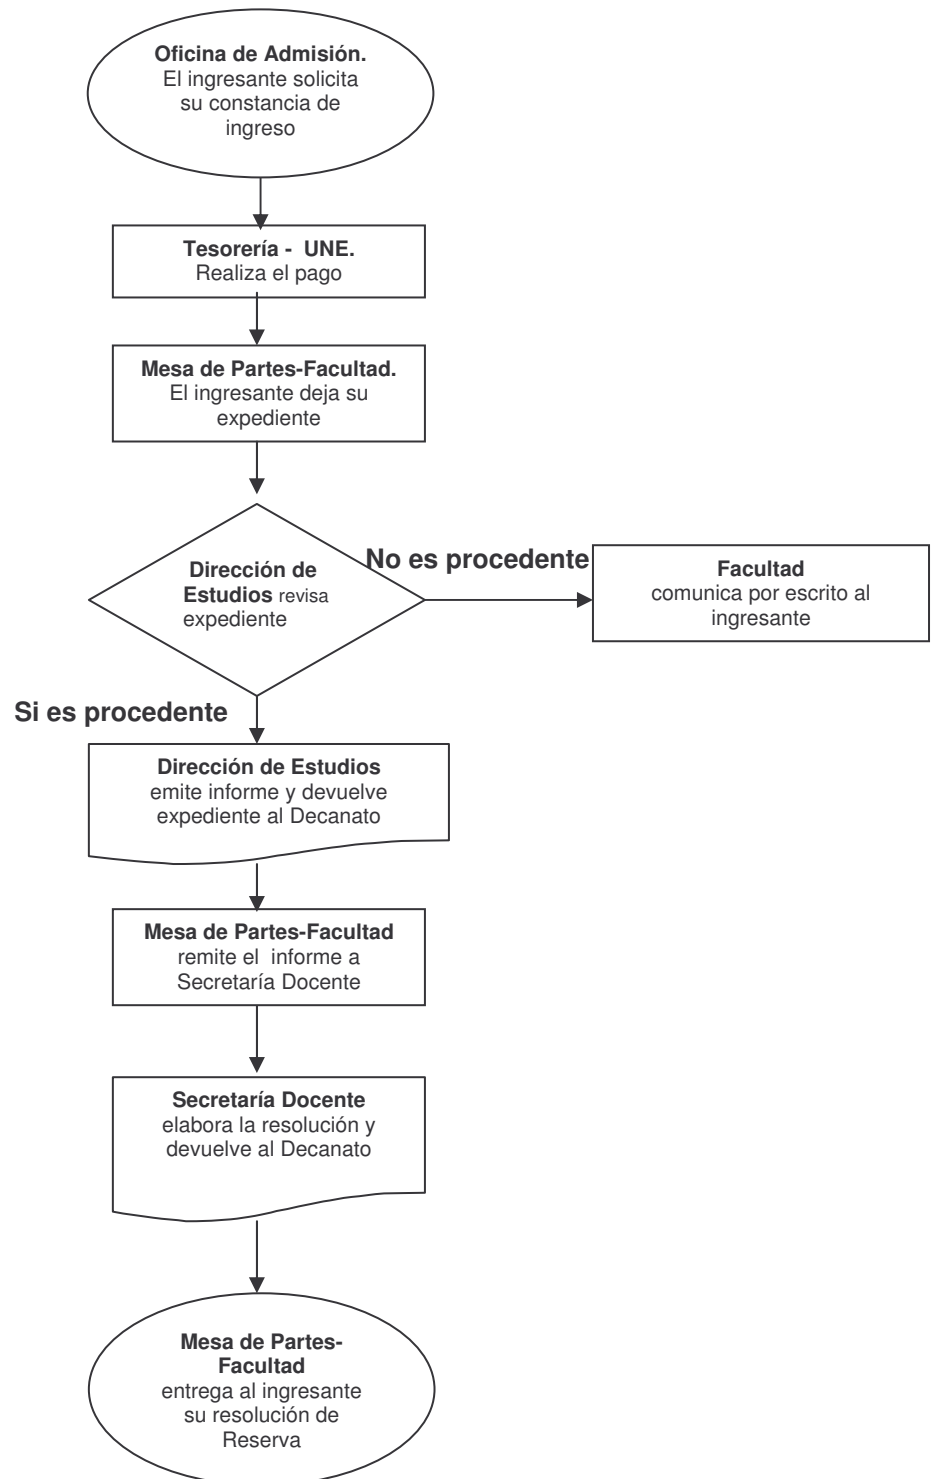 Oficina de Admisión.
El ingresante solicita
su constancia de
ingreso
Tesorería - UNE.
Realiza el pago
Mesa de Partes-Facultad.
El ingresante deja su
expediente
Dirección de
Estudios revisa
expediente
No es procedente
Facultad
comunica por escrito al
ingresante
Si es procedente
Dirección de Estudios
emite informe y devuelve
expediente al Decanato
Mesa de Partes-Facultad
remite el informe a
Secretaría Docente
Secretaría Docente
elabora la resolución y
devuelve al Decanato
Mesa de Partes-
Facultad
entrega al ingresante
su resolución de
Reserva